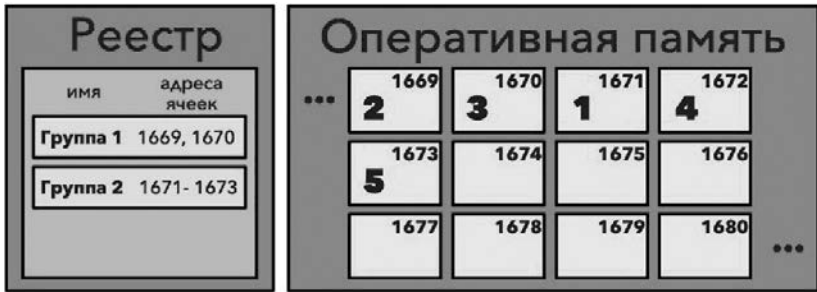 Реестр
имя адреса ячеек
Группа 1 1669, 1670
Группа 2 1671- 1673
Оперативная память
... 1669 1670 1671 1672
2 3 1 4
1673 1674 1675 1676
5
1677 1678 1679 1680 ...